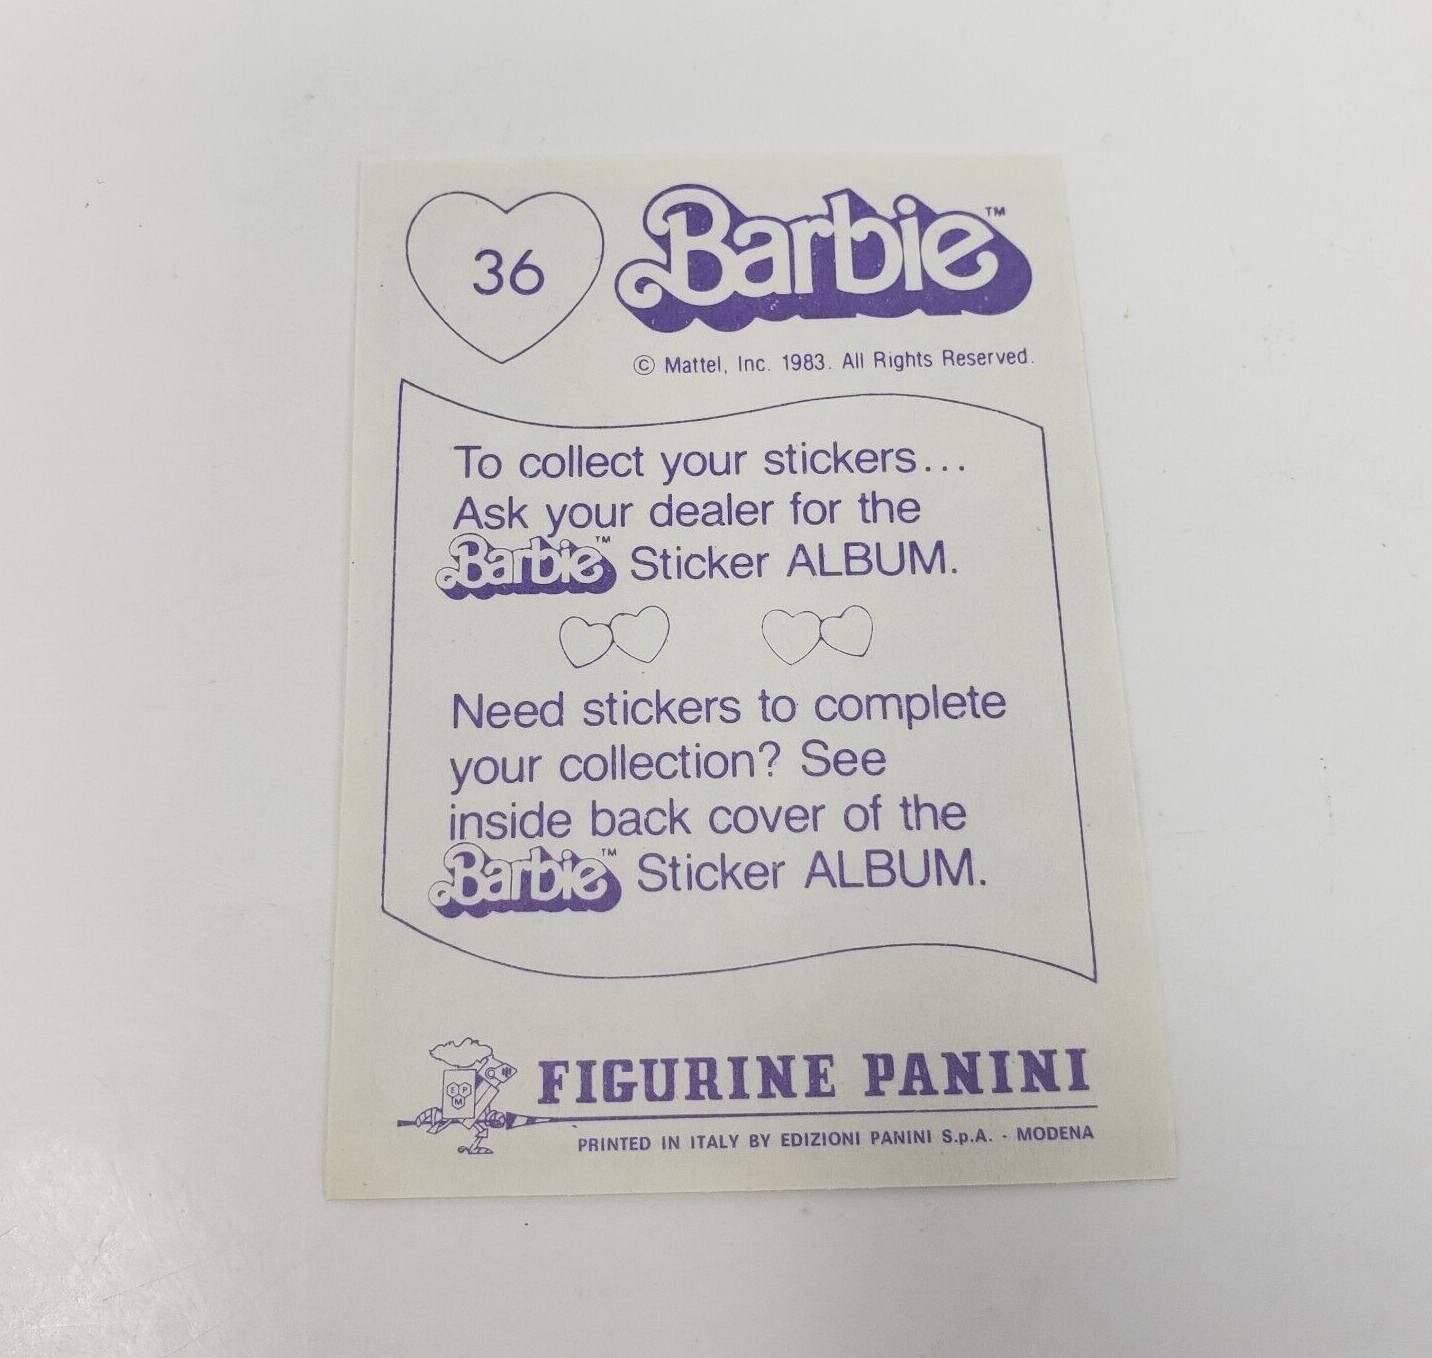 36
Barbie™
© Mattel, Inc. 1983. All Rights Reserved.
To collect your stickers...
Ask your dealer for the
Barbie™ Sticker ALBUM.
Need stickers to complete
your collection? See
inside back cover of the
Barbie™ Sticker ALBUM.
E P
M
FIGURINE PANINI
PRINTED IN ITALY BY EDIZIONI PANINI S.p.A. - MODENA